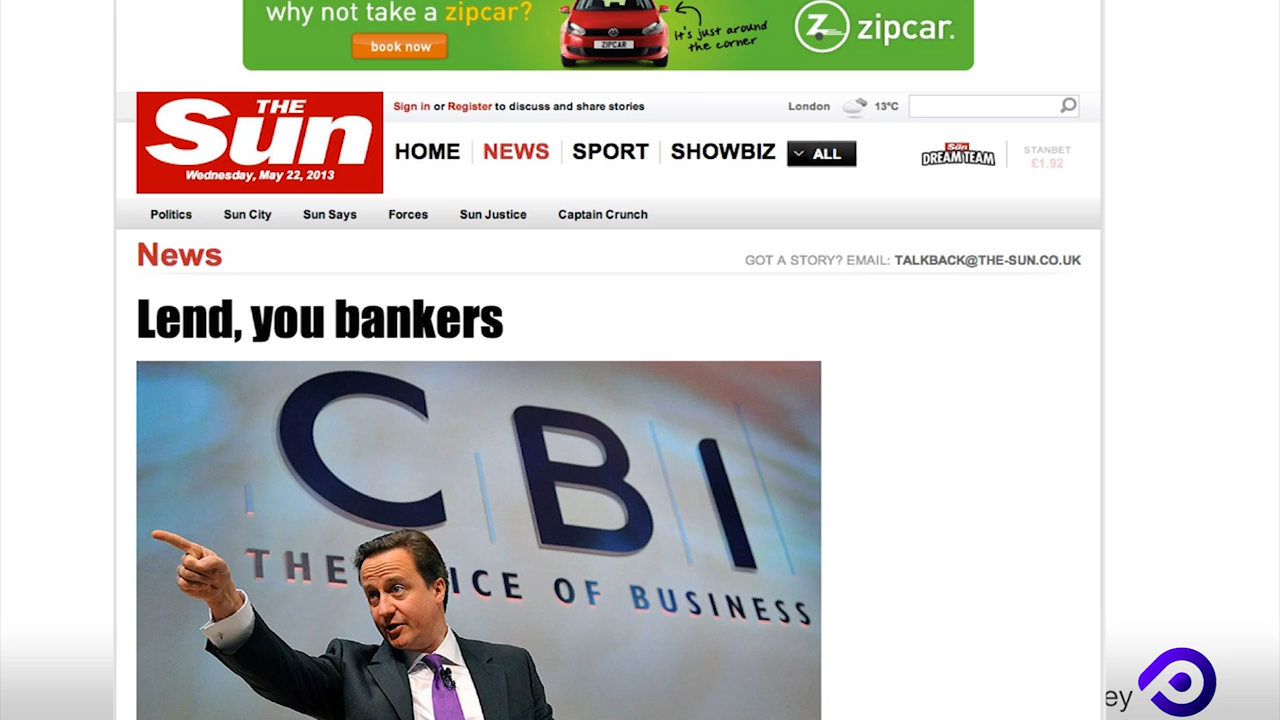 why not take a zipcar?
book now
ZIPCAR
it's just around
the corner
zipcar.
THE
Sun
Wednesday, May 22, 2013
Sign in or Register to discuss and share stories
London
13°C
HOME
NEWS
SPORT
SHOWBIZ
ALL
Sun
DREAM TEAM
STANBET
£1.92
Politics
Sun City
Sun Says
Forces
Sun Justice
Captain Crunch
News
GOT A STORY? EMAIL: TALKBACK@THE-SUN.CO.UK
Lend, you bankers
CBI
THE ICE OF BUSINESS
ey